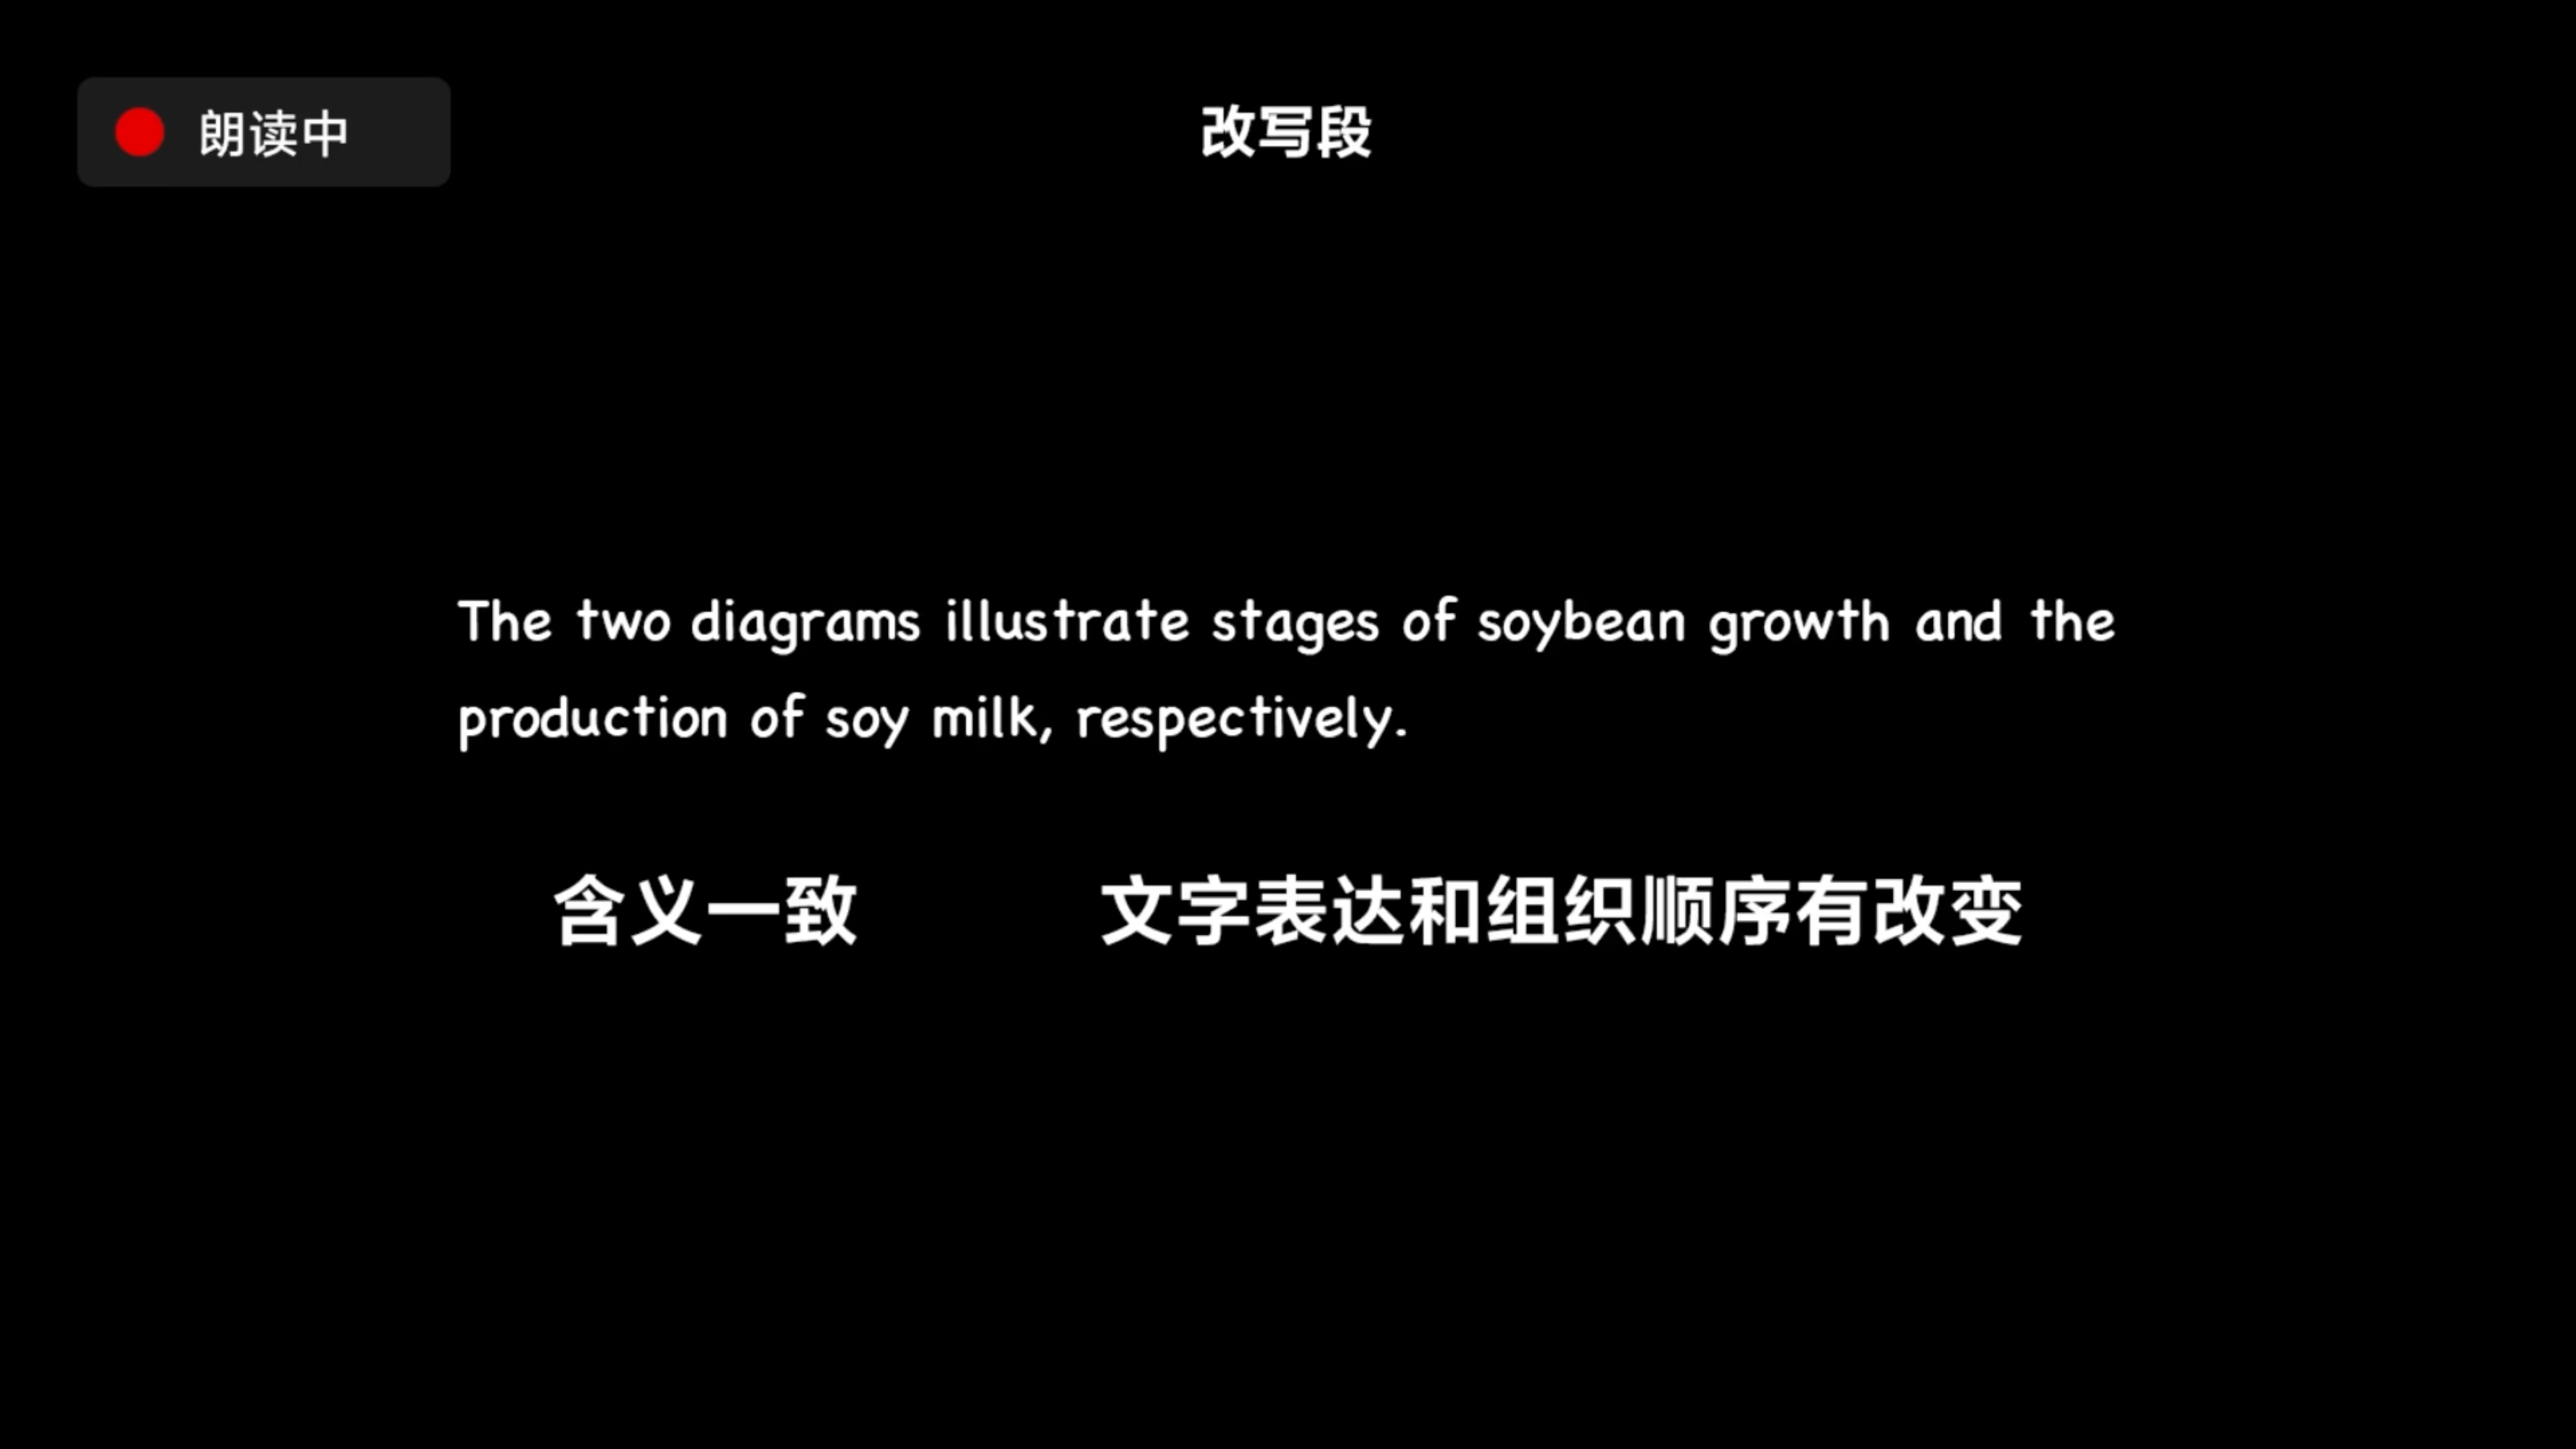 朗读中
改写段
The two diagrams illustrate stages of soybean growth and the
production of soy milk, respectively.
含义一致 文字表达和组织顺序有改变